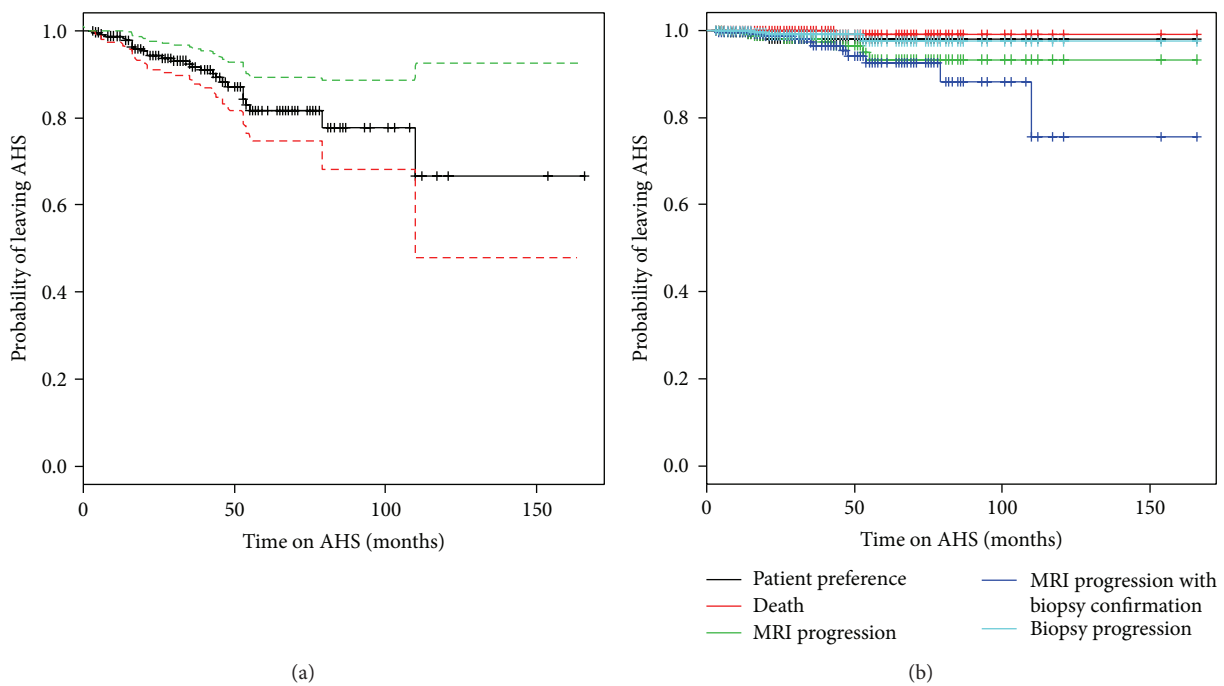 1.0
0.8
0.6
0.4
0.2
0.0
Probability of leaving AHS
0
50
100
150
Time on AHS (months)
(a)
1.0
0.8
0.6
0.4
0.2
0.0
Probability of leaving AHS
0
50
100
150
Time on AHS (months)
Patient preference
Death
MRI progression
MRI progression with
biopsy confirmation
Biopsy progression
(b)